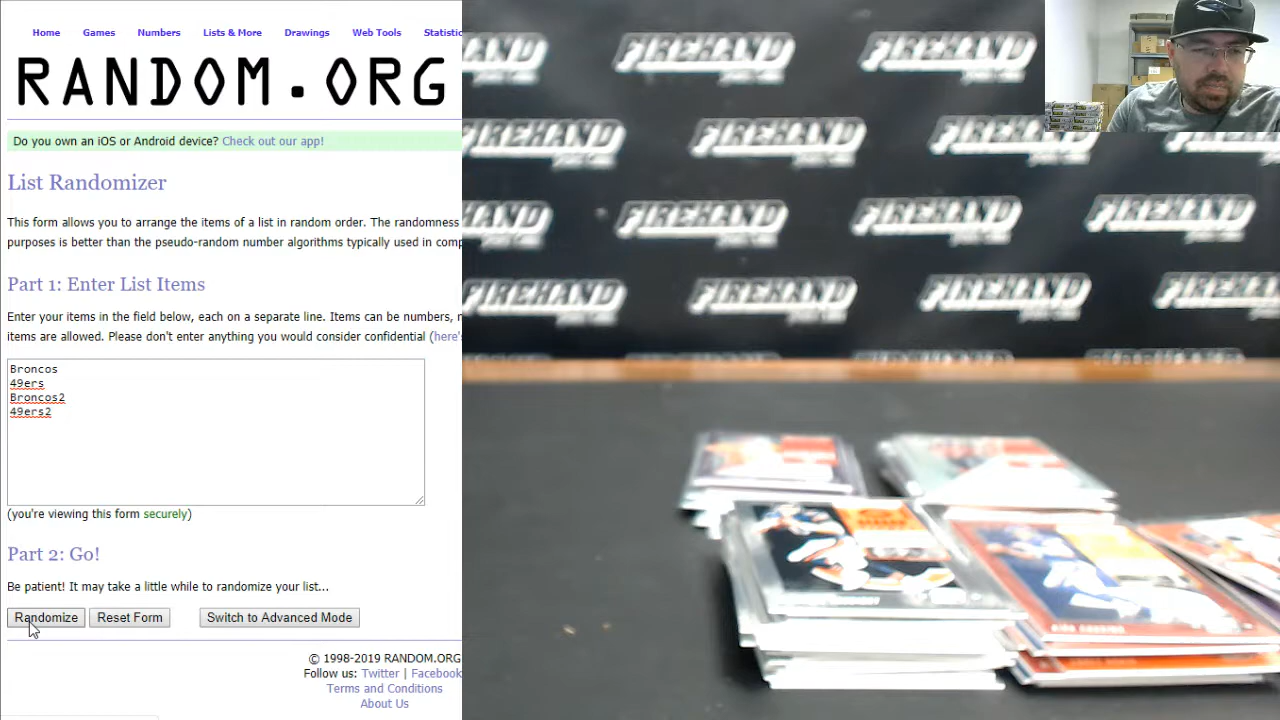 Home Games Numbers Lists & More Drawings Web Tools Statistic
RANDOM.ORG
Do you own an iOS or Android device? Check out our app!
List Randomizer
This form allows you to arrange the items of a list in random order. The randomness
purposes is better than the pseudo-random number algorithms typically used in comp
Part 1: Enter List Items
Enter your items in the field below, each on a separate line. Items can be numbers, n
items are allowed. Please don't enter anything you would consider confidential (here's
Broncos
49ers
Broncos2
49ers2
(you're viewing this form securely)
Part 2: Go!
Be patient! It may take a little while to randomize your list...
Randomize Reset Form Switch to Advanced Mode
© 1998-2019 RANDOM.ORG
Follow us: Twitter | Facebook
Terms and Conditions
About Us
HAND FIREHAND FIREHAND
FIREHAND FIREHAND FIREHAND
HAND FIREHAND FIREHAND FIREHAND
FIREHAND FIREHAND FIREHAND